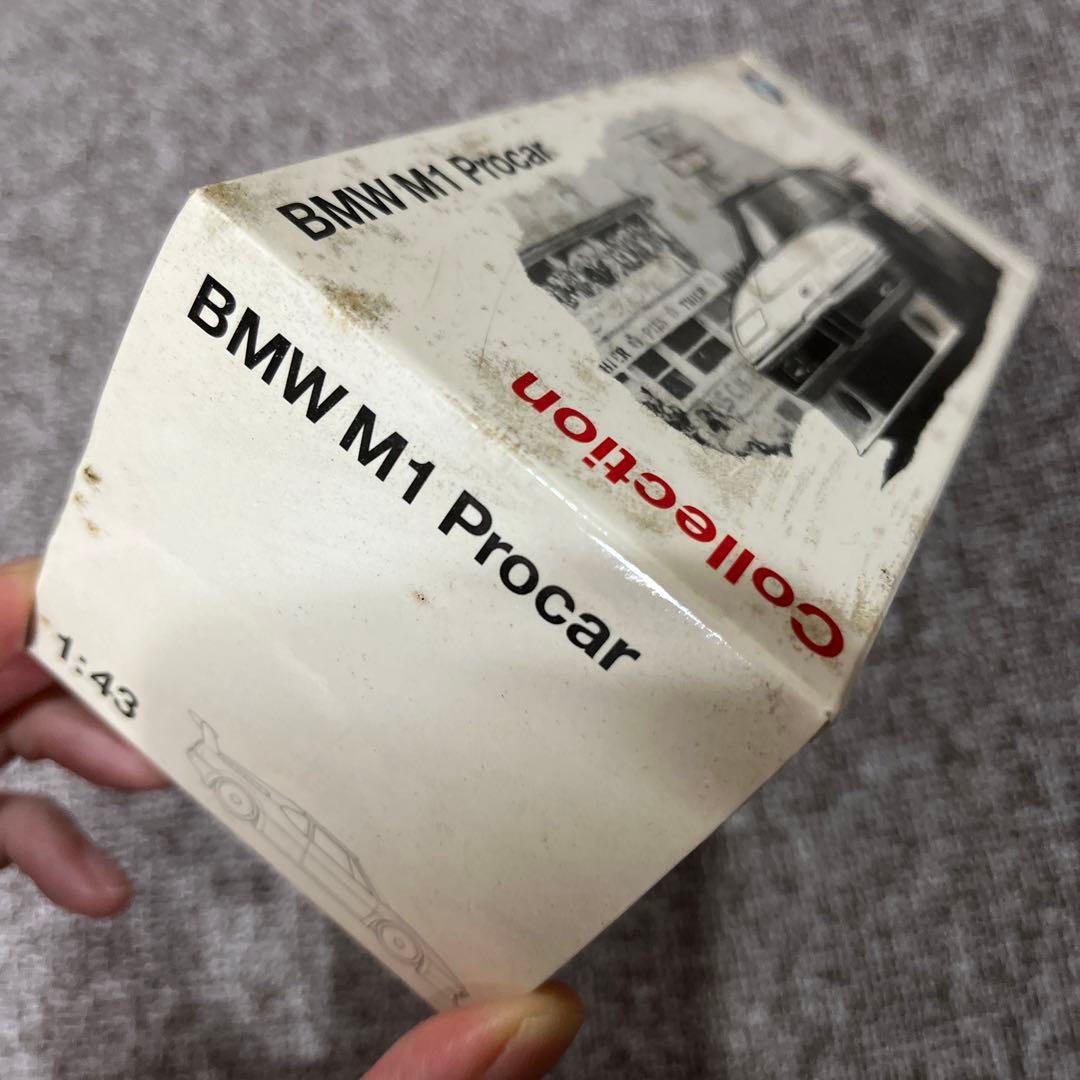 BMW M1 Procar
Collection
BMW M1 Procar
1:43